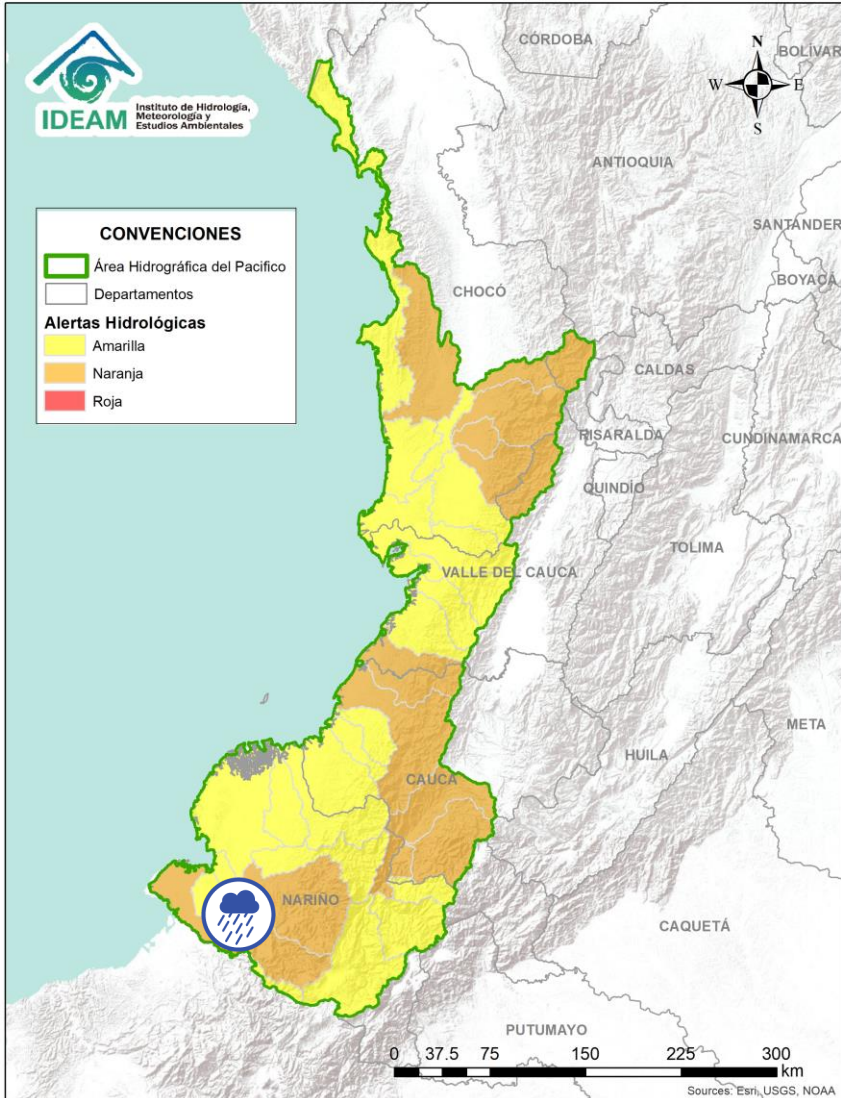 IDEAM
Instituto de Hidrología,
Meteorología y
Estudios Ambientales
CÓRDOBA
BOLIVAR
N
W
E
S
ANTIOQUIA
SANTANDER
BOYACÁ
CONVENCIONES
Área Hidrográfica del Pacifico
Departamentos
Alertas Hidrológicas
Amarilla
Naranja
Roja
CHOCÓ
CALDAS
RISARALDA
CUNDINAMARCA
QUINDÍO
TOLIMA
VALLE DEL CAUCA
META
HUILA
CAUCA
NARIÑO
CAQUETÁ
PUTUMAYO
0 37.5 75 150 225 300
km
Sources: Esri, USGS, NOAA